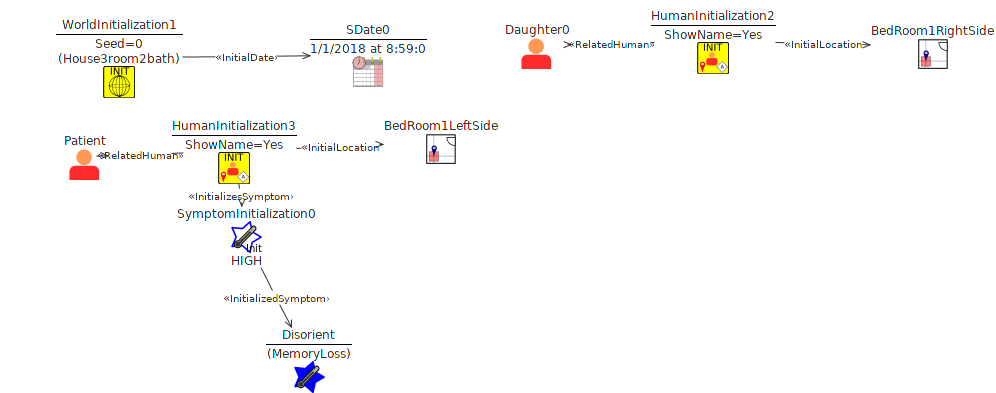 WorldInitialization1
Seed=0
(House3room2bath)
INIT
«InitialDate»
SDate0
1/1/2018 at 8:59:0
Daughter0
«RelatedHuman»
HumanInitialization2
ShowName=Yes
INIT
A
«InitialLocation»
BedRoom1RightSide
Patient
«RelatedHuman»
HumanInitialization3
ShowName=Yes
INIT
A
«InitialLocation
BedRoom1LeftSide
«InitializesSymptom»
SymptomInitialization0
Init
HIGH
«InitializedSymptom»
Disorient
(MemoryLoss)